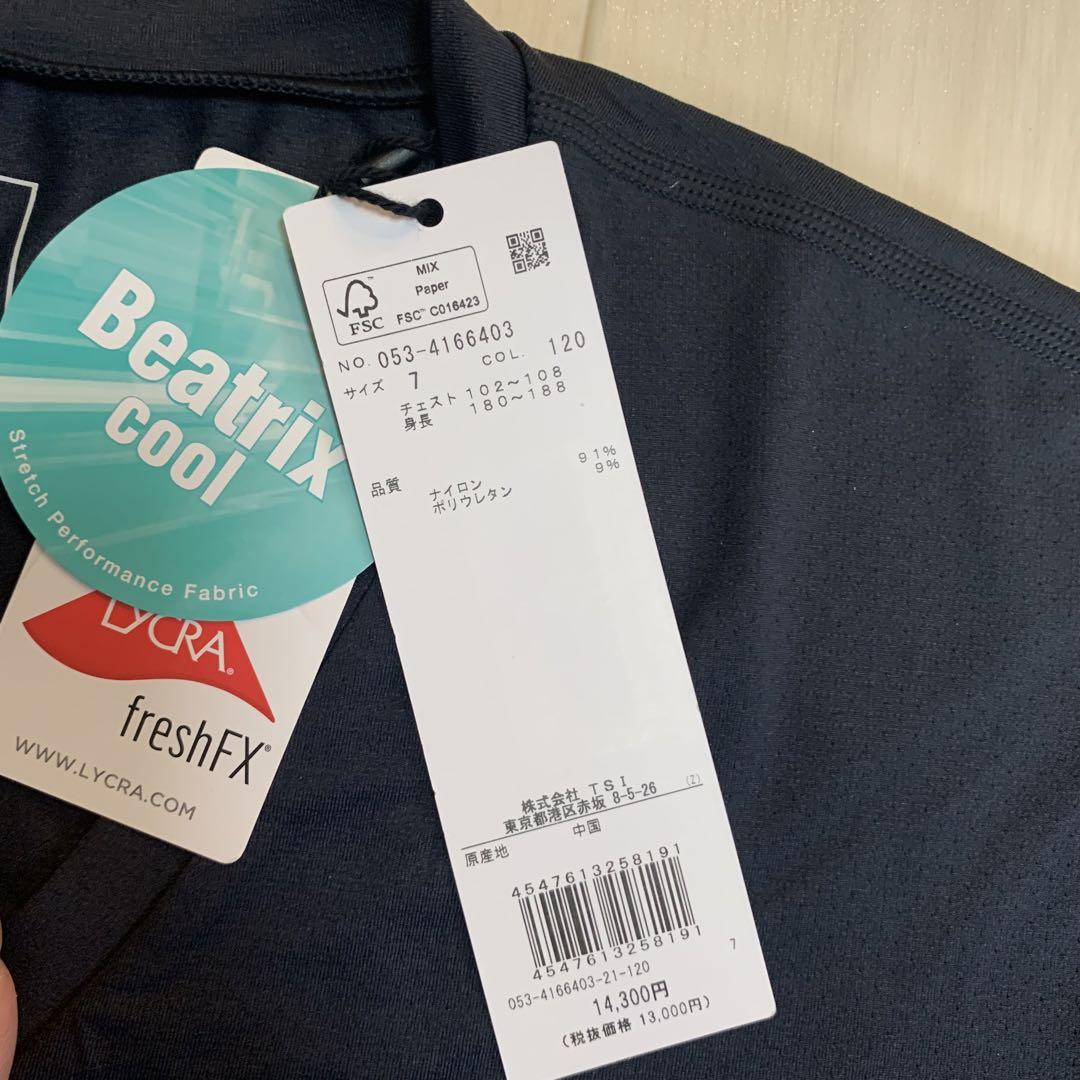 Beatrix
cool
Stretch Performance Fabric
LYCRA®
freshFX®
WWW.LYCRA.COM
FSC™
MIX
Paper
FSC™ C016423
NO. 053-4166403
COL. 120
サイズ 7
チェスト 102～108
身長 180～188
品質
ナイロン 91%
ポリウレタン 9%
株式会社 TSI (Z)
東京都港区赤坂 8-5-26
原産地 中国
4547613258191
4547613258191
7
053-4166403-21-120
14,300円
(税抜価格 13,000円)